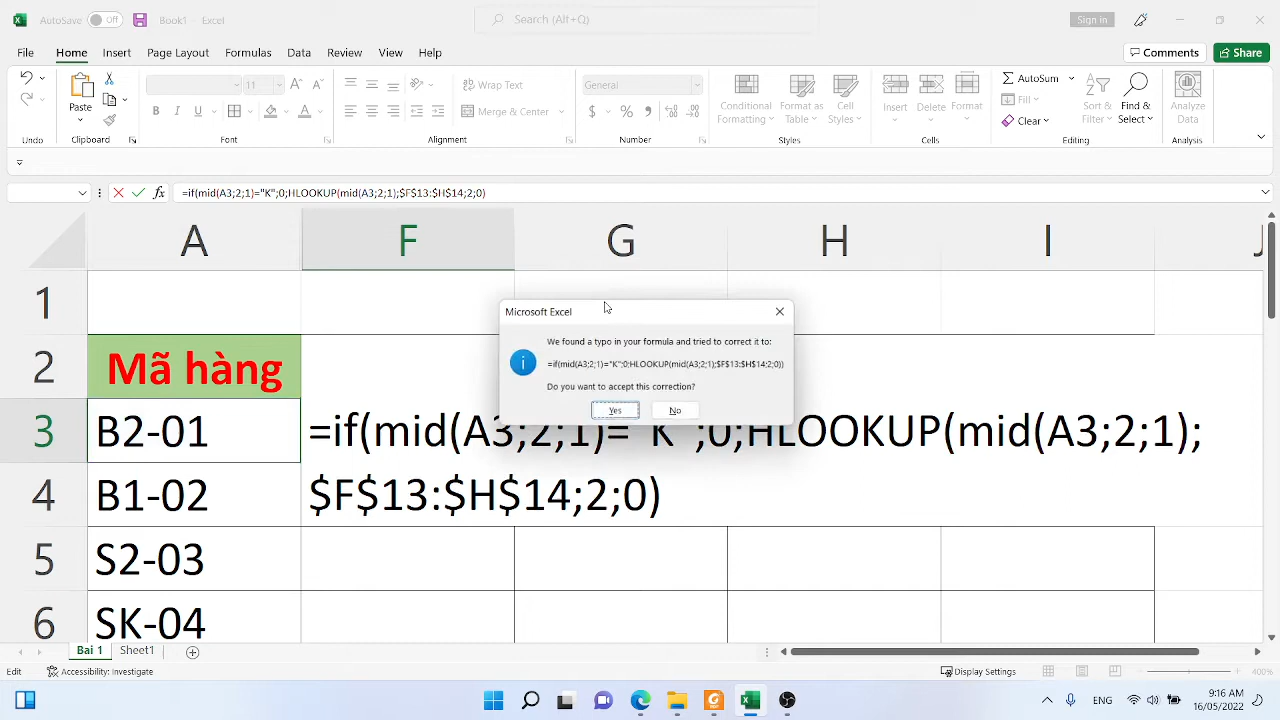 AutoSave Off Book1 - Excel Search (Alt+Q) Sign in
File Home Insert Page Layout Formulas Data Review View Help Comments Share
11 Wrap Text General AutoSum
Paste Conditional Format Cell Insert Delete Format Fill Sort & Find & Analyze
Merge & Center $ % Formatting Table Styles Clear Filter Select Data
Undo Clipboard Font Alignment Number Styles Cells Editing Analysis
=if(mid(A3;2;1)="K";0;HLOOKUP(mid(A3;2;1);$F$13:$H$14;2;0)
A F G H I J
1
Microsoft Excel
We found a typo in your formula and tried to correct it to:
=if(mid(A3;2;1)="K";0;HLOOKUP(mid(A3;2;1);$F$13:$H$14;2;0))
Do you want to accept this correction?
Yes No
2 Mã hàng
3 B2-01 =if(mid(A3;2;1)="K";0;HLOOKUP(mid(A3;2;1);
4 B1-02 $F$13:$H$14;2;0)
5 S2-03
6 SK-04
Bai 1 Sheet1
Edit Accessibility: Investigate Display Settings 400%
ENG 9:16 AM
16/05/2022